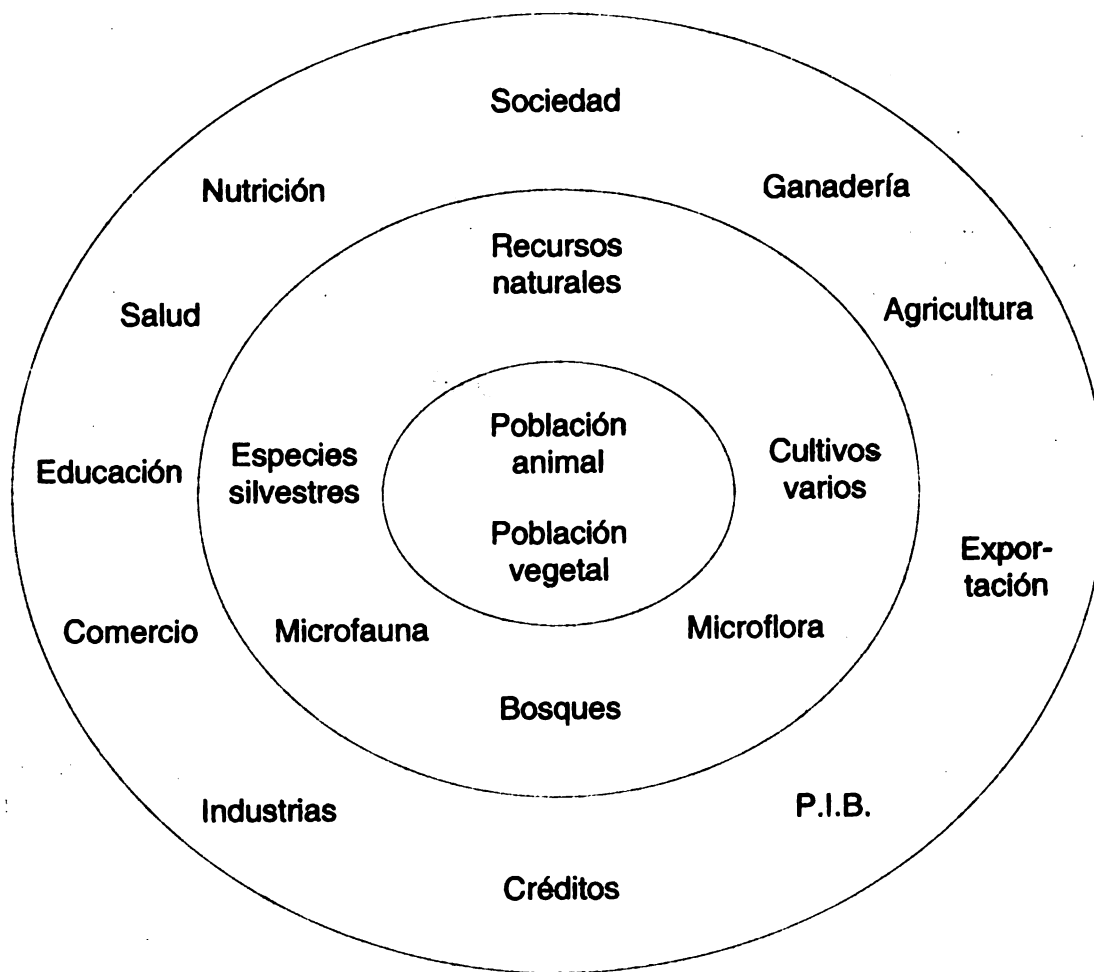 Sociedad
Nutrición
Ganadería
Recursos
naturales
Salud
Agricultura
Población
animal
Especies
silvestres
Cultivos
varios
Educación
Población
vegetal
Expor-
tación
Comercio
Microfauna
Microflora
Bosques
Industrias
P.I.B.
Créditos